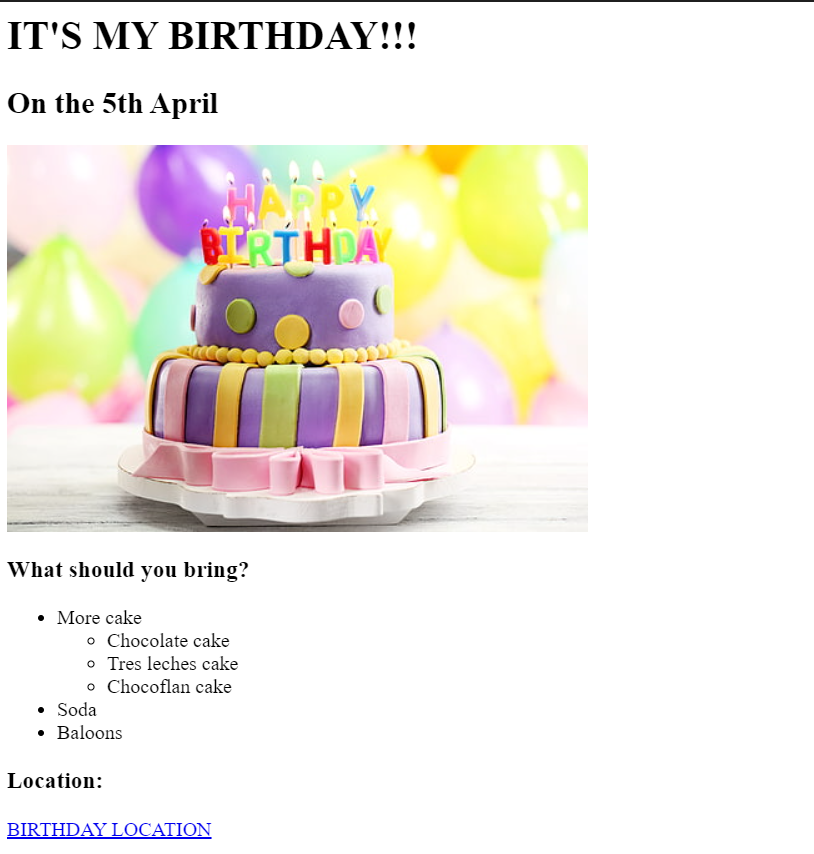 IT'S MY BIRTHDAY!!!
On the 5th April
HAPPY
BIRTHDAY
What should you bring?
More cake
Chocolate cake
Tres leches cake
Chocoflan cake
Soda
Baloons
Location:
BIRTHDAY LOCATION